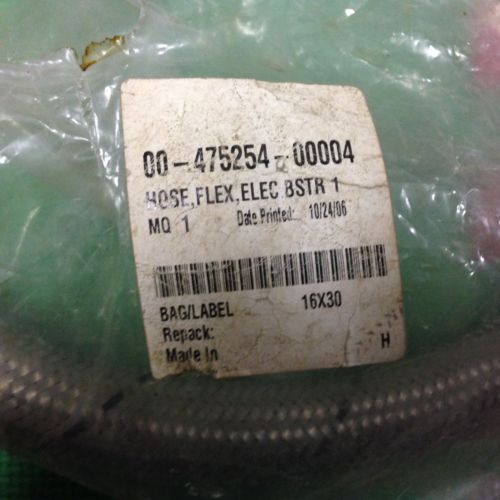 00-475254-00004
HOSE,FLEX,ELEC BSTR 1
MQ 1 Date Printed: 10/24/06
BAG/LABEL 16X30
Repack:
Made In H